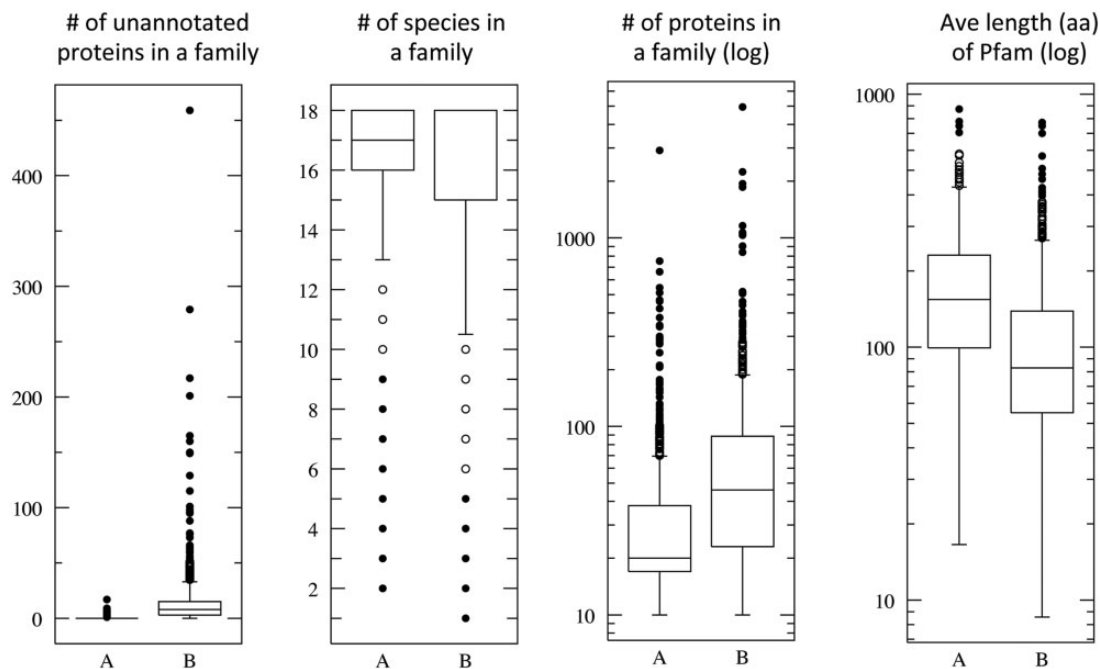 # of unannotated
proteins in a family
# of species in
a family
# of proteins in
a family (log)
Ave length (aa)
of Pfam (log)
400
300
200
100
0
A B
18
16
14
12
10
8
6
4
2
A B
1000
100
10
A B
1000
100
10
A B